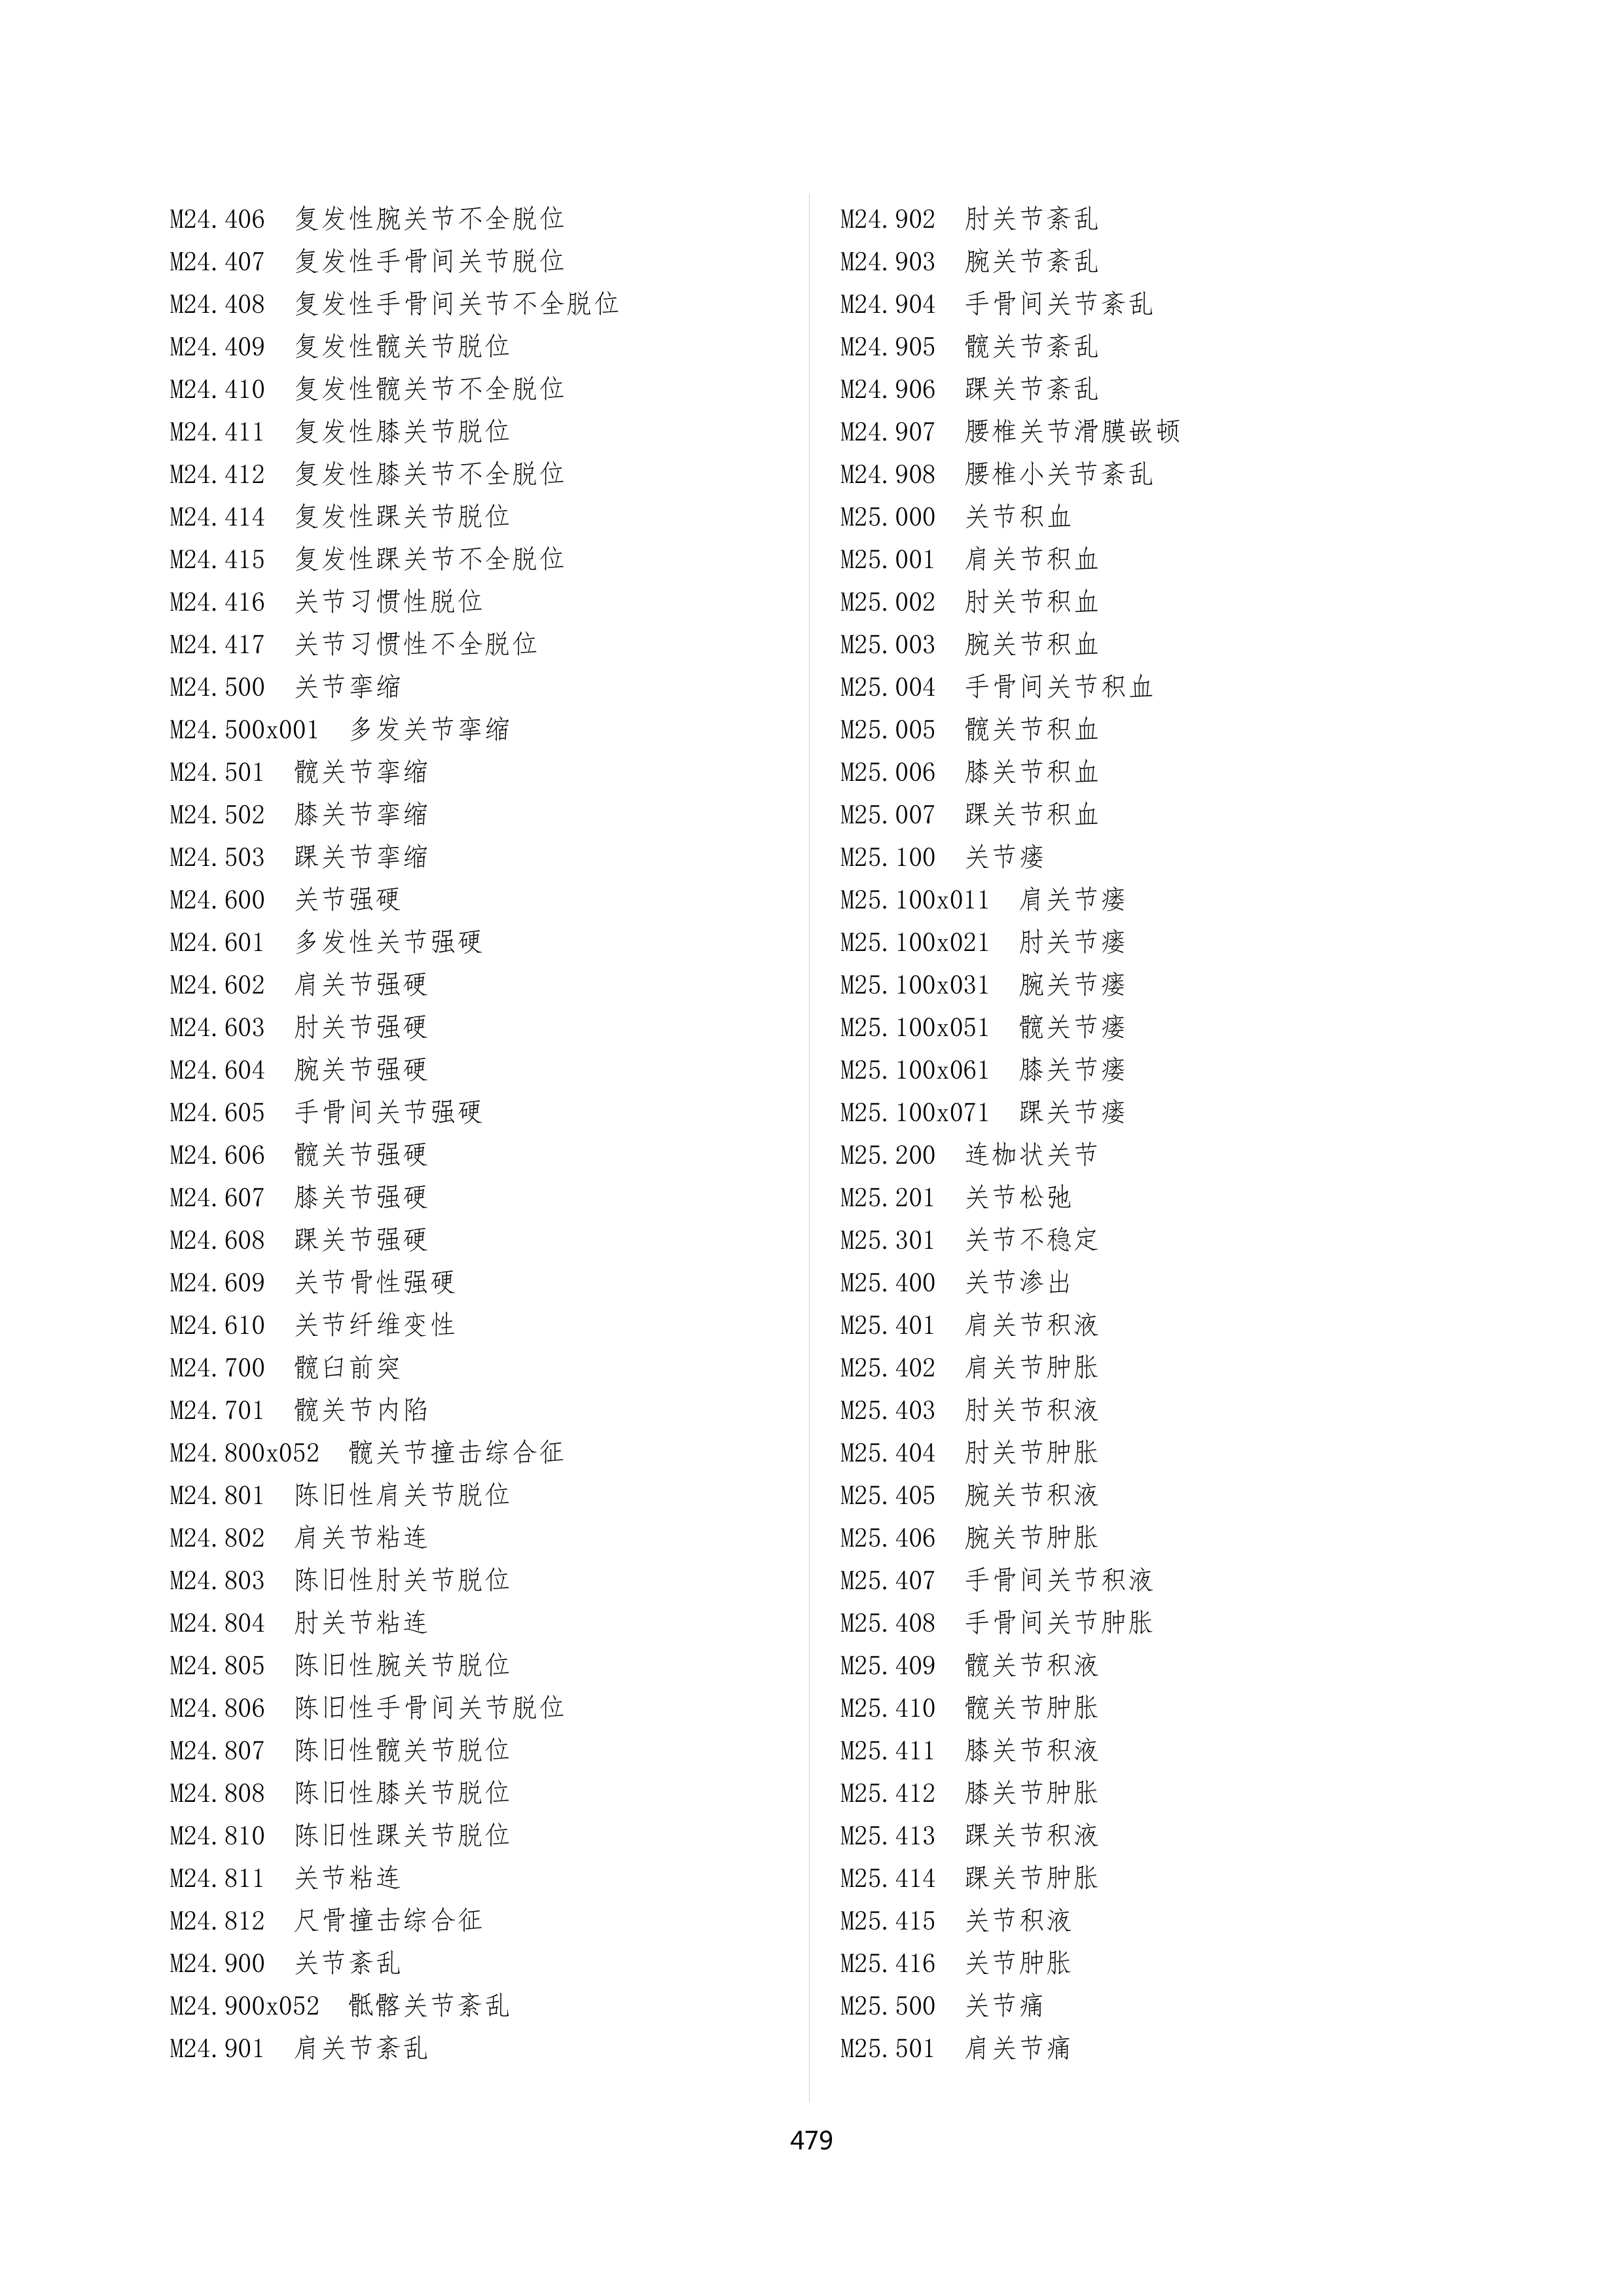 M24.406 复发性腕关节不全脱位
M24.407 复发性手骨间关节脱位
M24.408 复发性手骨间关节不全脱位
M24.409 复发性髋关节脱位
M24.410 复发性髋关节不全脱位
M24.411 复发性膝关节脱位
M24.412 复发性膝关节不全脱位
M24.414 复发性踝关节脱位
M24.415 复发性踝关节不全脱位
M24.416 关节习惯性脱位
M24.417 关节习惯性不全脱位
M24.500 关节挛缩
M24.500x001 多发关节挛缩
M24.501 髋关节挛缩
M24.502 膝关节挛缩
M24.503 踝关节挛缩
M24.600 关节强硬
M24.601 多发性关节强硬
M24.602 肩关节强硬
M24.603 肘关节强硬
M24.604 腕关节强硬
M24.605 手骨间关节强硬
M24.606 髋关节强硬
M24.607 膝关节强硬
M24.608 踝关节强硬
M24.609 关节骨性强硬
M24.610 关节纤维变性
M24.700 髋臼前突
M24.701 髋关节内陷
M24.800x052 髋关节撞击综合征
M24.801 陈旧性肩关节脱位
M24.802 肩关节粘连
M24.803 陈旧性肘关节脱位
M24.804 肘关节粘连
M24.805 陈旧性腕关节脱位
M24.806 陈旧性手骨间关节脱位
M24.807 陈旧性髋关节脱位
M24.808 陈旧性膝关节脱位
M24.810 陈旧性踝关节脱位
M24.811 关节粘连
M24.812 尺骨撞击综合征
M24.900 关节紊乱
M24.900x052 骶髂关节紊乱
M24.901 肩关节紊乱
M24.902 肘关节紊乱
M24.903 腕关节紊乱
M24.904 手骨间关节紊乱
M24.905 髋关节紊乱
M24.906 踝关节紊乱
M24.907 腰椎关节滑膜嵌顿
M24.908 腰椎小关节紊乱
M25.000 关节积血
M25.001 肩关节积血
M25.002 肘关节积血
M25.003 腕关节积血
M25.004 手骨间关节积血
M25.005 髋关节积血
M25.006 膝关节积血
M25.007 踝关节积血
M25.100 关节瘘
M25.100x011 肩关节瘘
M25.100x021 肘关节瘘
M25.100x031 腕关节瘘
M25.100x051 髋关节瘘
M25.100x061 膝关节瘘
M25.100x071 踝关节瘘
M25.200 连枷状关节
M25.201 关节松弛
M25.301 关节不稳定
M25.400 关节渗出
M25.401 肩关节积液
M25.402 肩关节肿胀
M25.403 肘关节积液
M25.404 肘关节肿胀
M25.405 腕关节积液
M25.406 腕关节肿胀
M25.407 手骨间关节积液
M25.408 手骨间关节肿胀
M25.409 髋关节积液
M25.410 髋关节肿胀
M25.411 膝关节积液
M25.412 膝关节肿胀
M25.413 踝关节积液
M25.414 踝关节肿胀
M25.415 关节积液
M25.416 关节肿胀
M25.500 关节痛
M25.501 肩关节痛
479